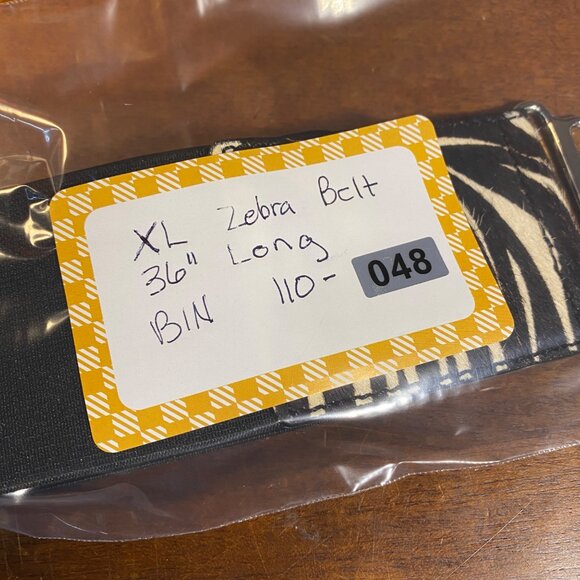 XL Zebra Belt
36" Long
BIN 110- 048